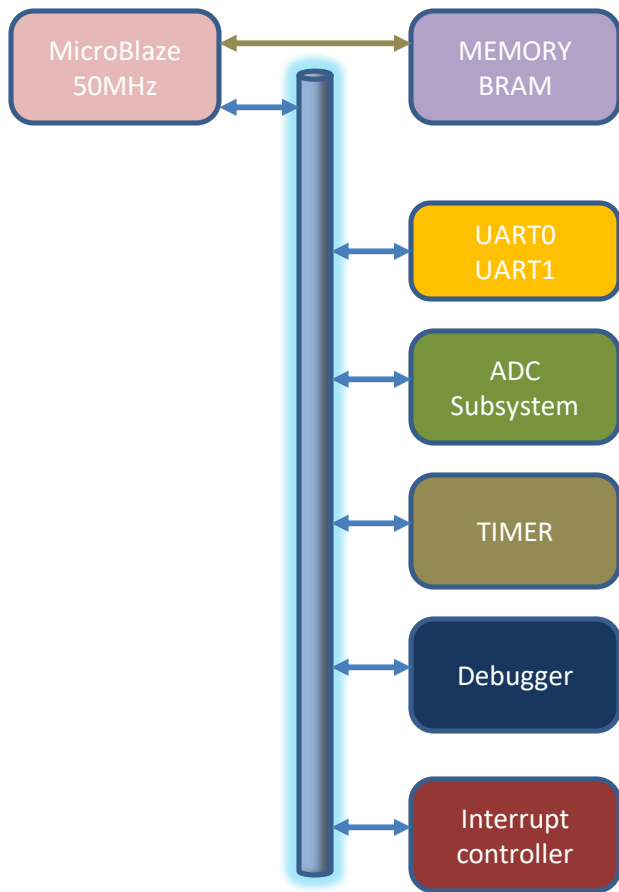 MicroBlaze
50MHz
MEMORY
BRAM
UART0
UART1
ADC
Subsystem
TIMER
Debugger
Interrupt
controller